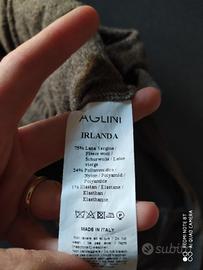 AGLINI
IRLANDA
75% Lana Vergine /
Fleece wool /
Schurwolle / Laine
vierge
24% Poliammidica /
Nylon / Polyamid /
Polyamide
1% Elastan / Elastane /
Elasthan /
Elasthanne
MADE IN ITALY
subito